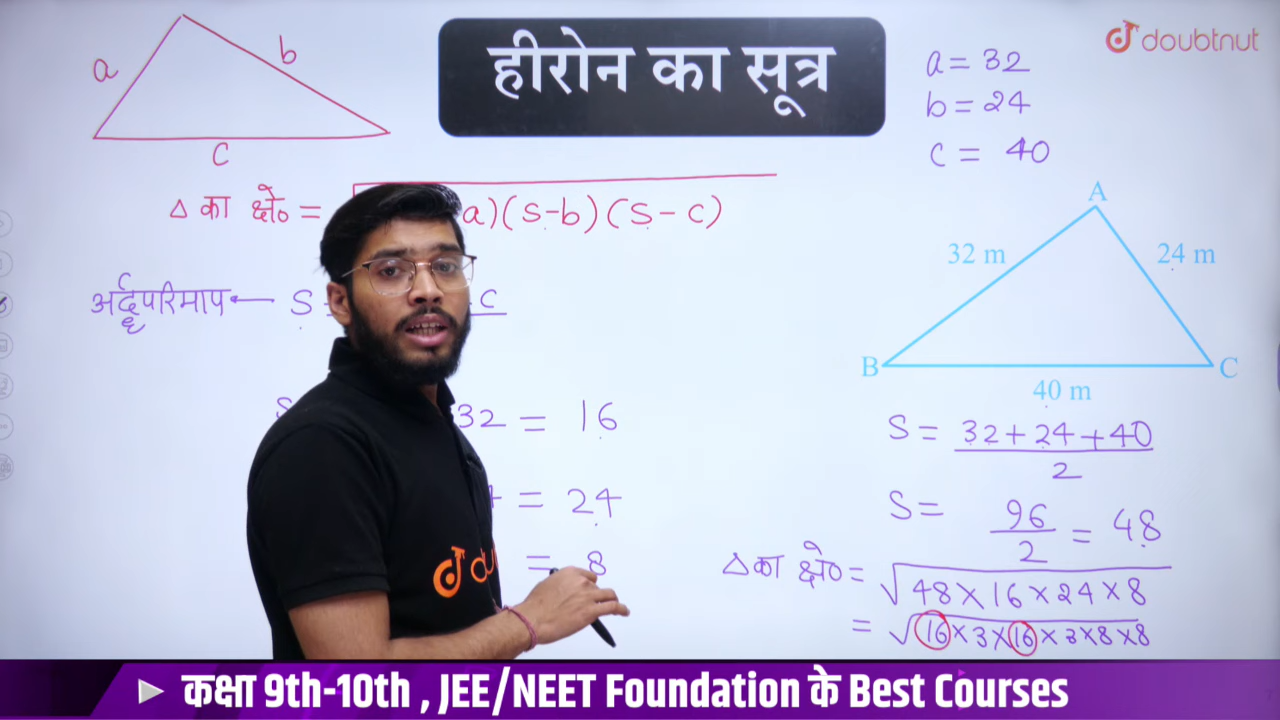 a
b
c
हीरोन का सूत्र
doubtnut
a = 32
b = 24
c = 40
△ का क्षे० = a) (s-b) (s-c)
अर्द्धपरिमाप ← S
c
A
32 m
24 m
B
C
40 m
32 = 16
= 24
= 8
S = 32+24+40
2
S = 96
2
= 48
△ का क्षे० = √48×16×24×8
= √16×3×16×3×8×8
कक्षा 9th-10th , JEE/NEET Foundation के Best Courses